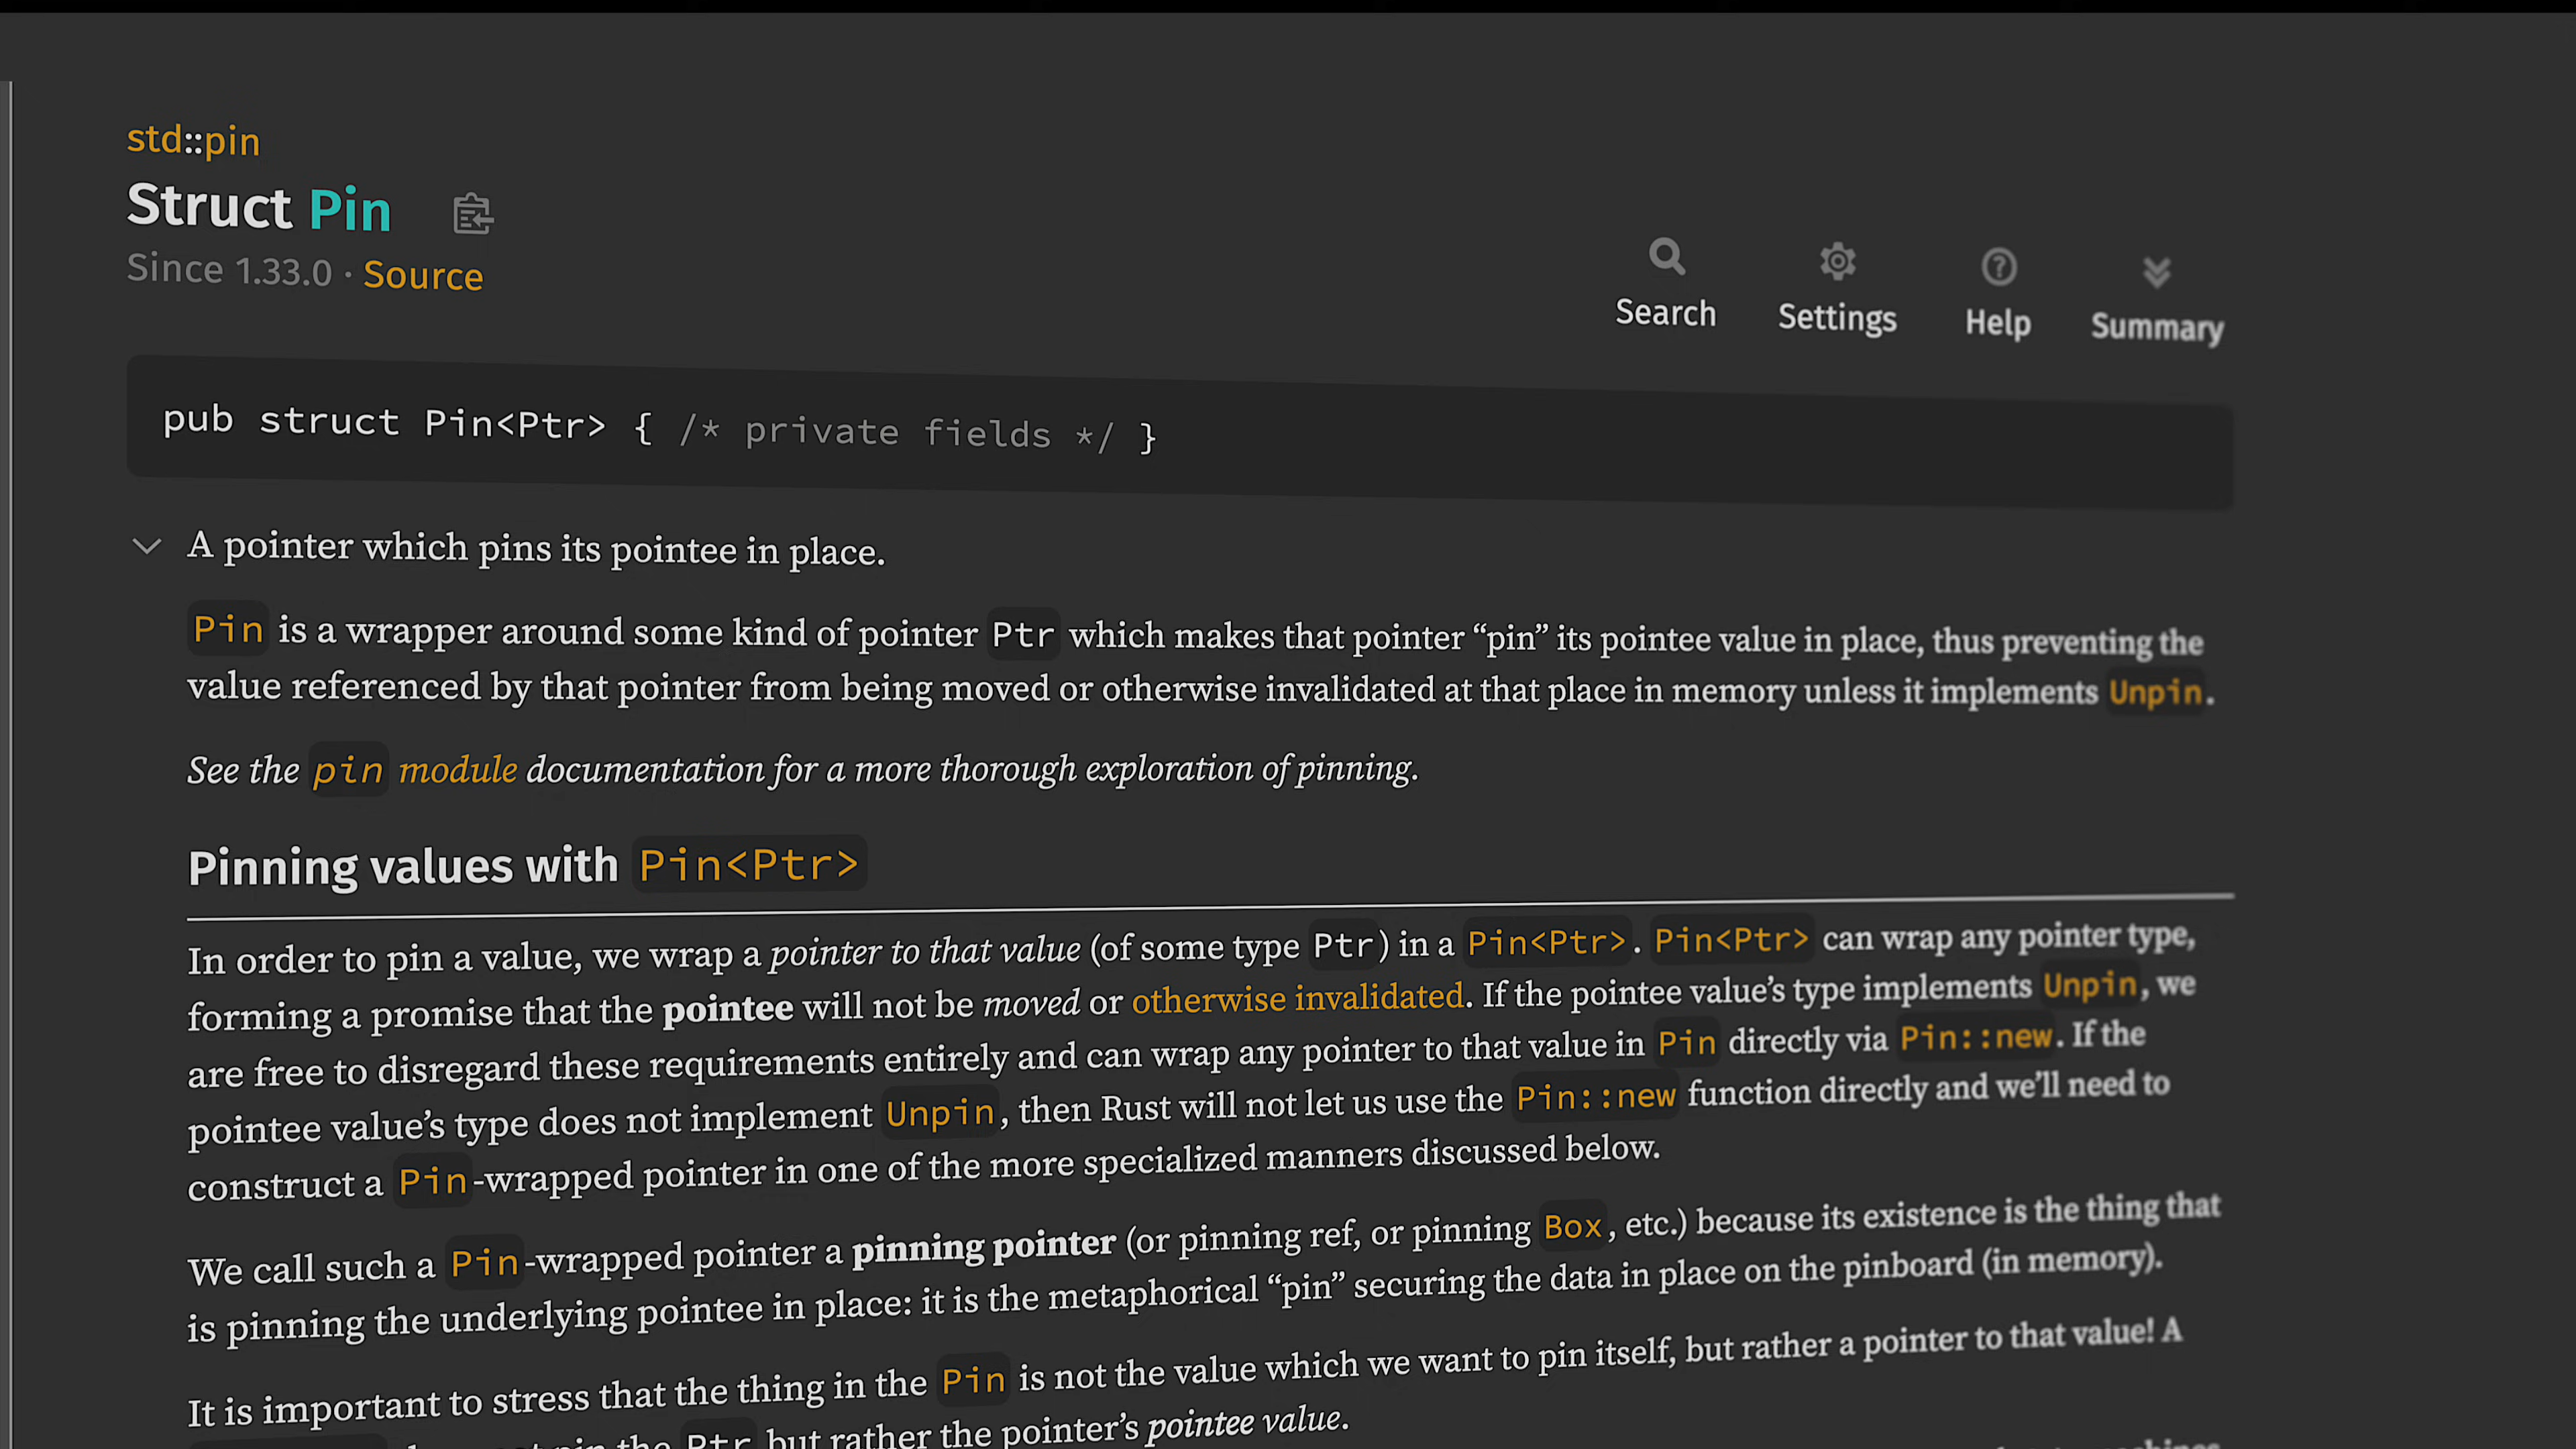 std::pin
Struct Pin
Since 1.33.0 · Source
Search Settings Help Summary
pub struct Pin<Ptr> { /* private fields */ }
A pointer which pins its pointee in place.
Pin is a wrapper around some kind of pointer Ptr which makes that pointer “pin” its pointee value in place, thus preventing the
value referenced by that pointer from being moved or otherwise invalidated at that place in memory unless it implements Unpin.
See the pin module documentation for a more thorough exploration of pinning.
Pinning values with Pin<Ptr>
In order to pin a value, we wrap a pointer to that value (of some type Ptr) in a Pin<Ptr>. Pin<Ptr> can wrap any pointer type,
forming a promise that the pointee will not be moved or otherwise invalidated. If the pointee value’s type implements Unpin, we
are free to disregard these requirements entirely and can wrap any pointer to that value in Pin directly via Pin::new. If the
pointee value’s type does not implement Unpin, then Rust will not let us use the Pin::new function directly and we’ll need to
construct a Pin-wrapped pointer in one of the more specialized manners discussed below.
We call such a Pin-wrapped pointer a pinning pointer (or pinning ref, or pinning Box, etc.) because its existence is the thing that
is pinning the underlying pointee in place: it is the metaphorical “pin” securing the data in place on the pinboard (in memory).
It is important to stress that the thing in the Pin is not the value which we want to pin itself, but rather a pointer to that value! A
pin the Ptr but rather the pointer’s pointee value.